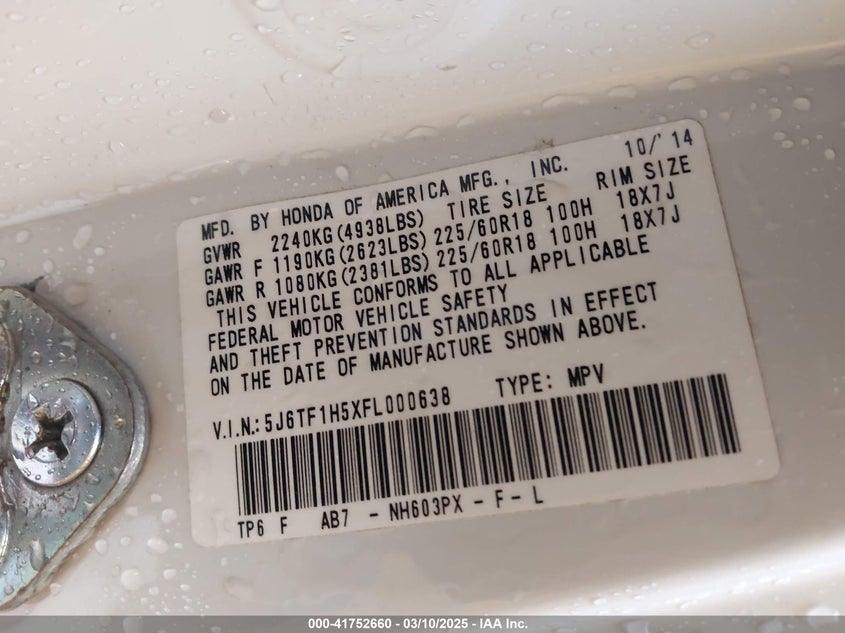 MFD. BY HONDA OF AMERICA MFG., INC. 10/'14
GVWR 2240KG(4938LBS) TIRE SIZE RIM SIZE
GAWR F 1190KG(2623LBS) 225/60R18 100H 18X7J
GAWR R 1080KG(2381LBS) 225/60R18 100H 18X7J
THIS VEHICLE CONFORMS TO ALL APPLICABLE
FEDERAL MOTOR VEHICLE SAFETY
AND THEFT PREVENTION STANDARDS IN EFFECT
ON THE DATE OF MANUFACTURE SHOWN ABOVE.
V.I.N.: 5J6TF1H5XFL000638 TYPE: MPV
TP6 F AB7 - NH603PX - F - L
000-41752660 - 03/10/2025 - IAA Inc.